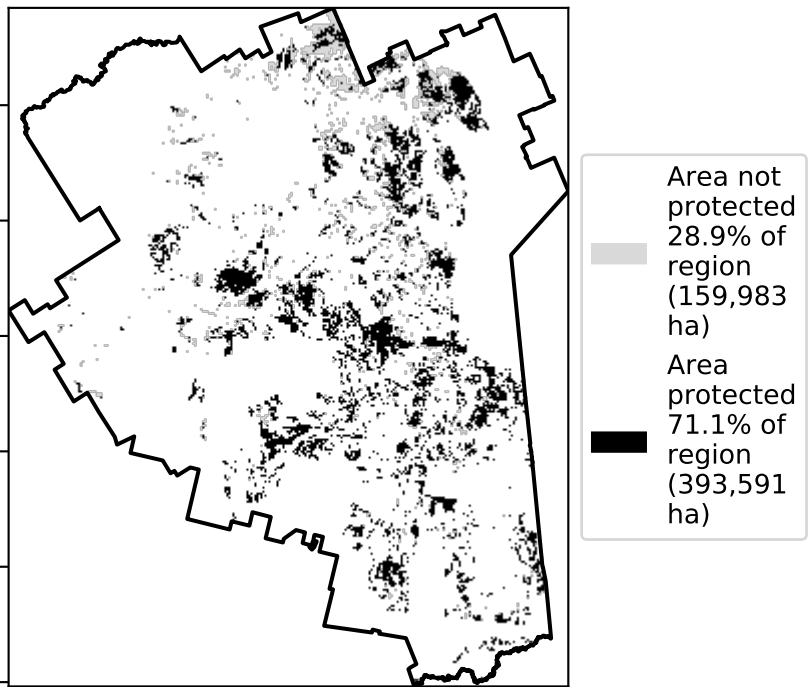 Area not
protected
28.9% of
region
(159,983
ha)
Area
protected
71.1% of
region
(393,591
ha)